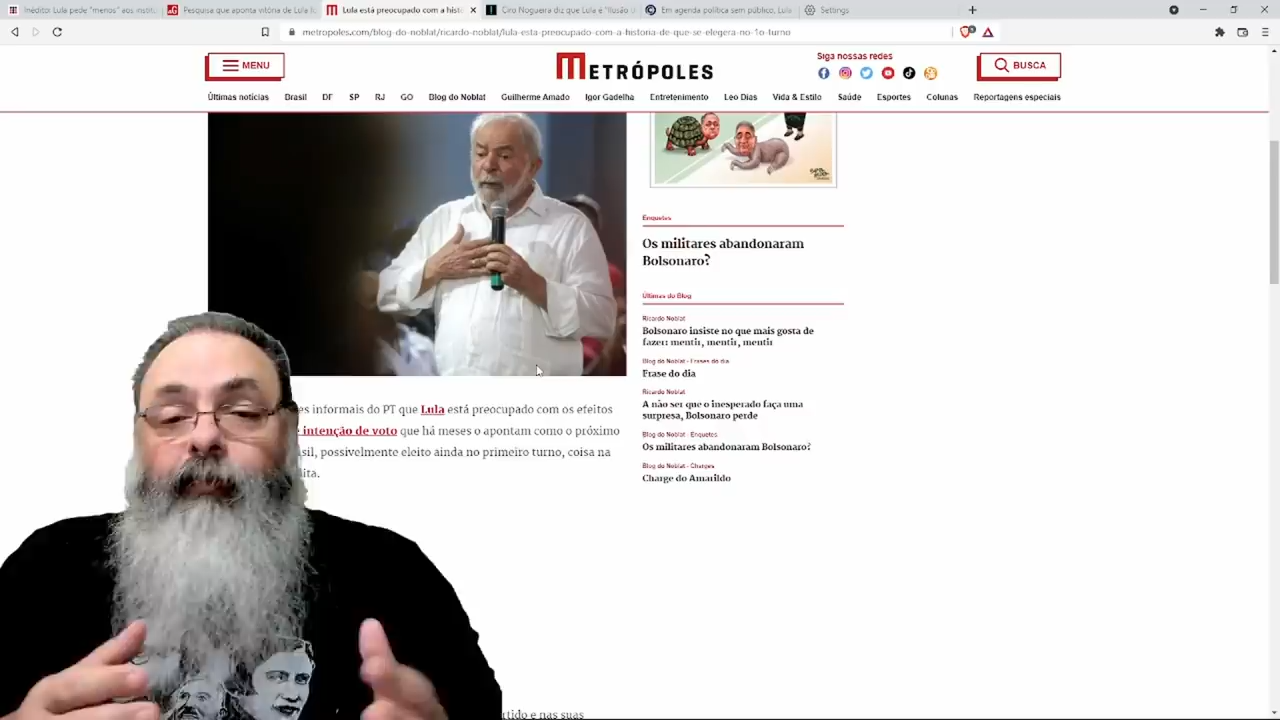 Inédito: Lula pede "menos" aos instit
Pesquisa que aponta vitória de Lula
Lula está preocupado com a histó
Ciro Nogueira diz que Lula é "ilusão
Em agenda política sem público, Lula
Settings
metropoles.com/blog-do-noblat/ricardo-noblat/lula-esta-preocupado-com-a-historia-de-que-se-elegera-no-1o-turno
MENU
METRÓPOLES
Siga nossas redes
BUSCA
Últimas notícias Brasil DF SP RJ GO Blog do Noblat Guilherme Amado Igor Gadelha Entretenimento Leo Dias Vida & Estilo Saúde Esportes Colunas Reportagens especiais
Enquetes
Os militares abandonaram
Bolsonaro?
Últimas do Blog
Ricardo Noblat
Bolsonaro insiste no que mais gosta de
fazer: mentir, mentir, mentir
Blog do Noblat - Frases do dia
Frase do dia
Ricardo Noblat
A não ser que o inesperado faça uma
surpresa, Bolsonaro perde
Blog do Noblat - Enquetes
Os militares abandonaram Bolsonaro?
Blog do Noblat - Charges
Charge do Amarildo
es informais do PT que Lula está preocupado com os efeitos
intenção de voto que há meses o apontam como o próximo
sil, possivelmente eleito ainda no primeiro turno, coisa na
ita.
rtido e nas suas